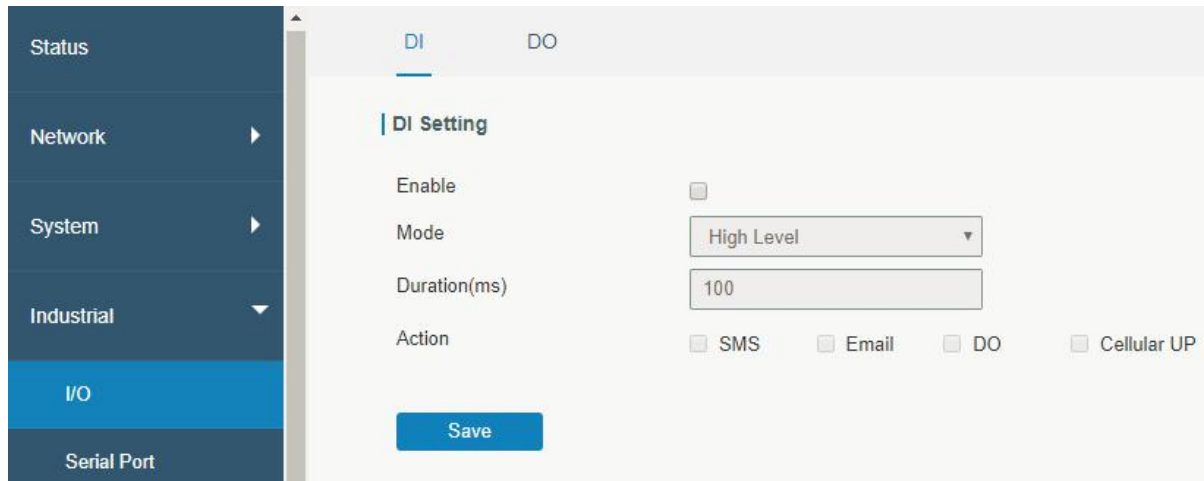 Status
Network
System
Industrial
I/O
Serial Port
DI DO
DI Setting
Enable
Mode High Level
Duration(ms) 100
Action SMS Email DO Cellular UP
Save